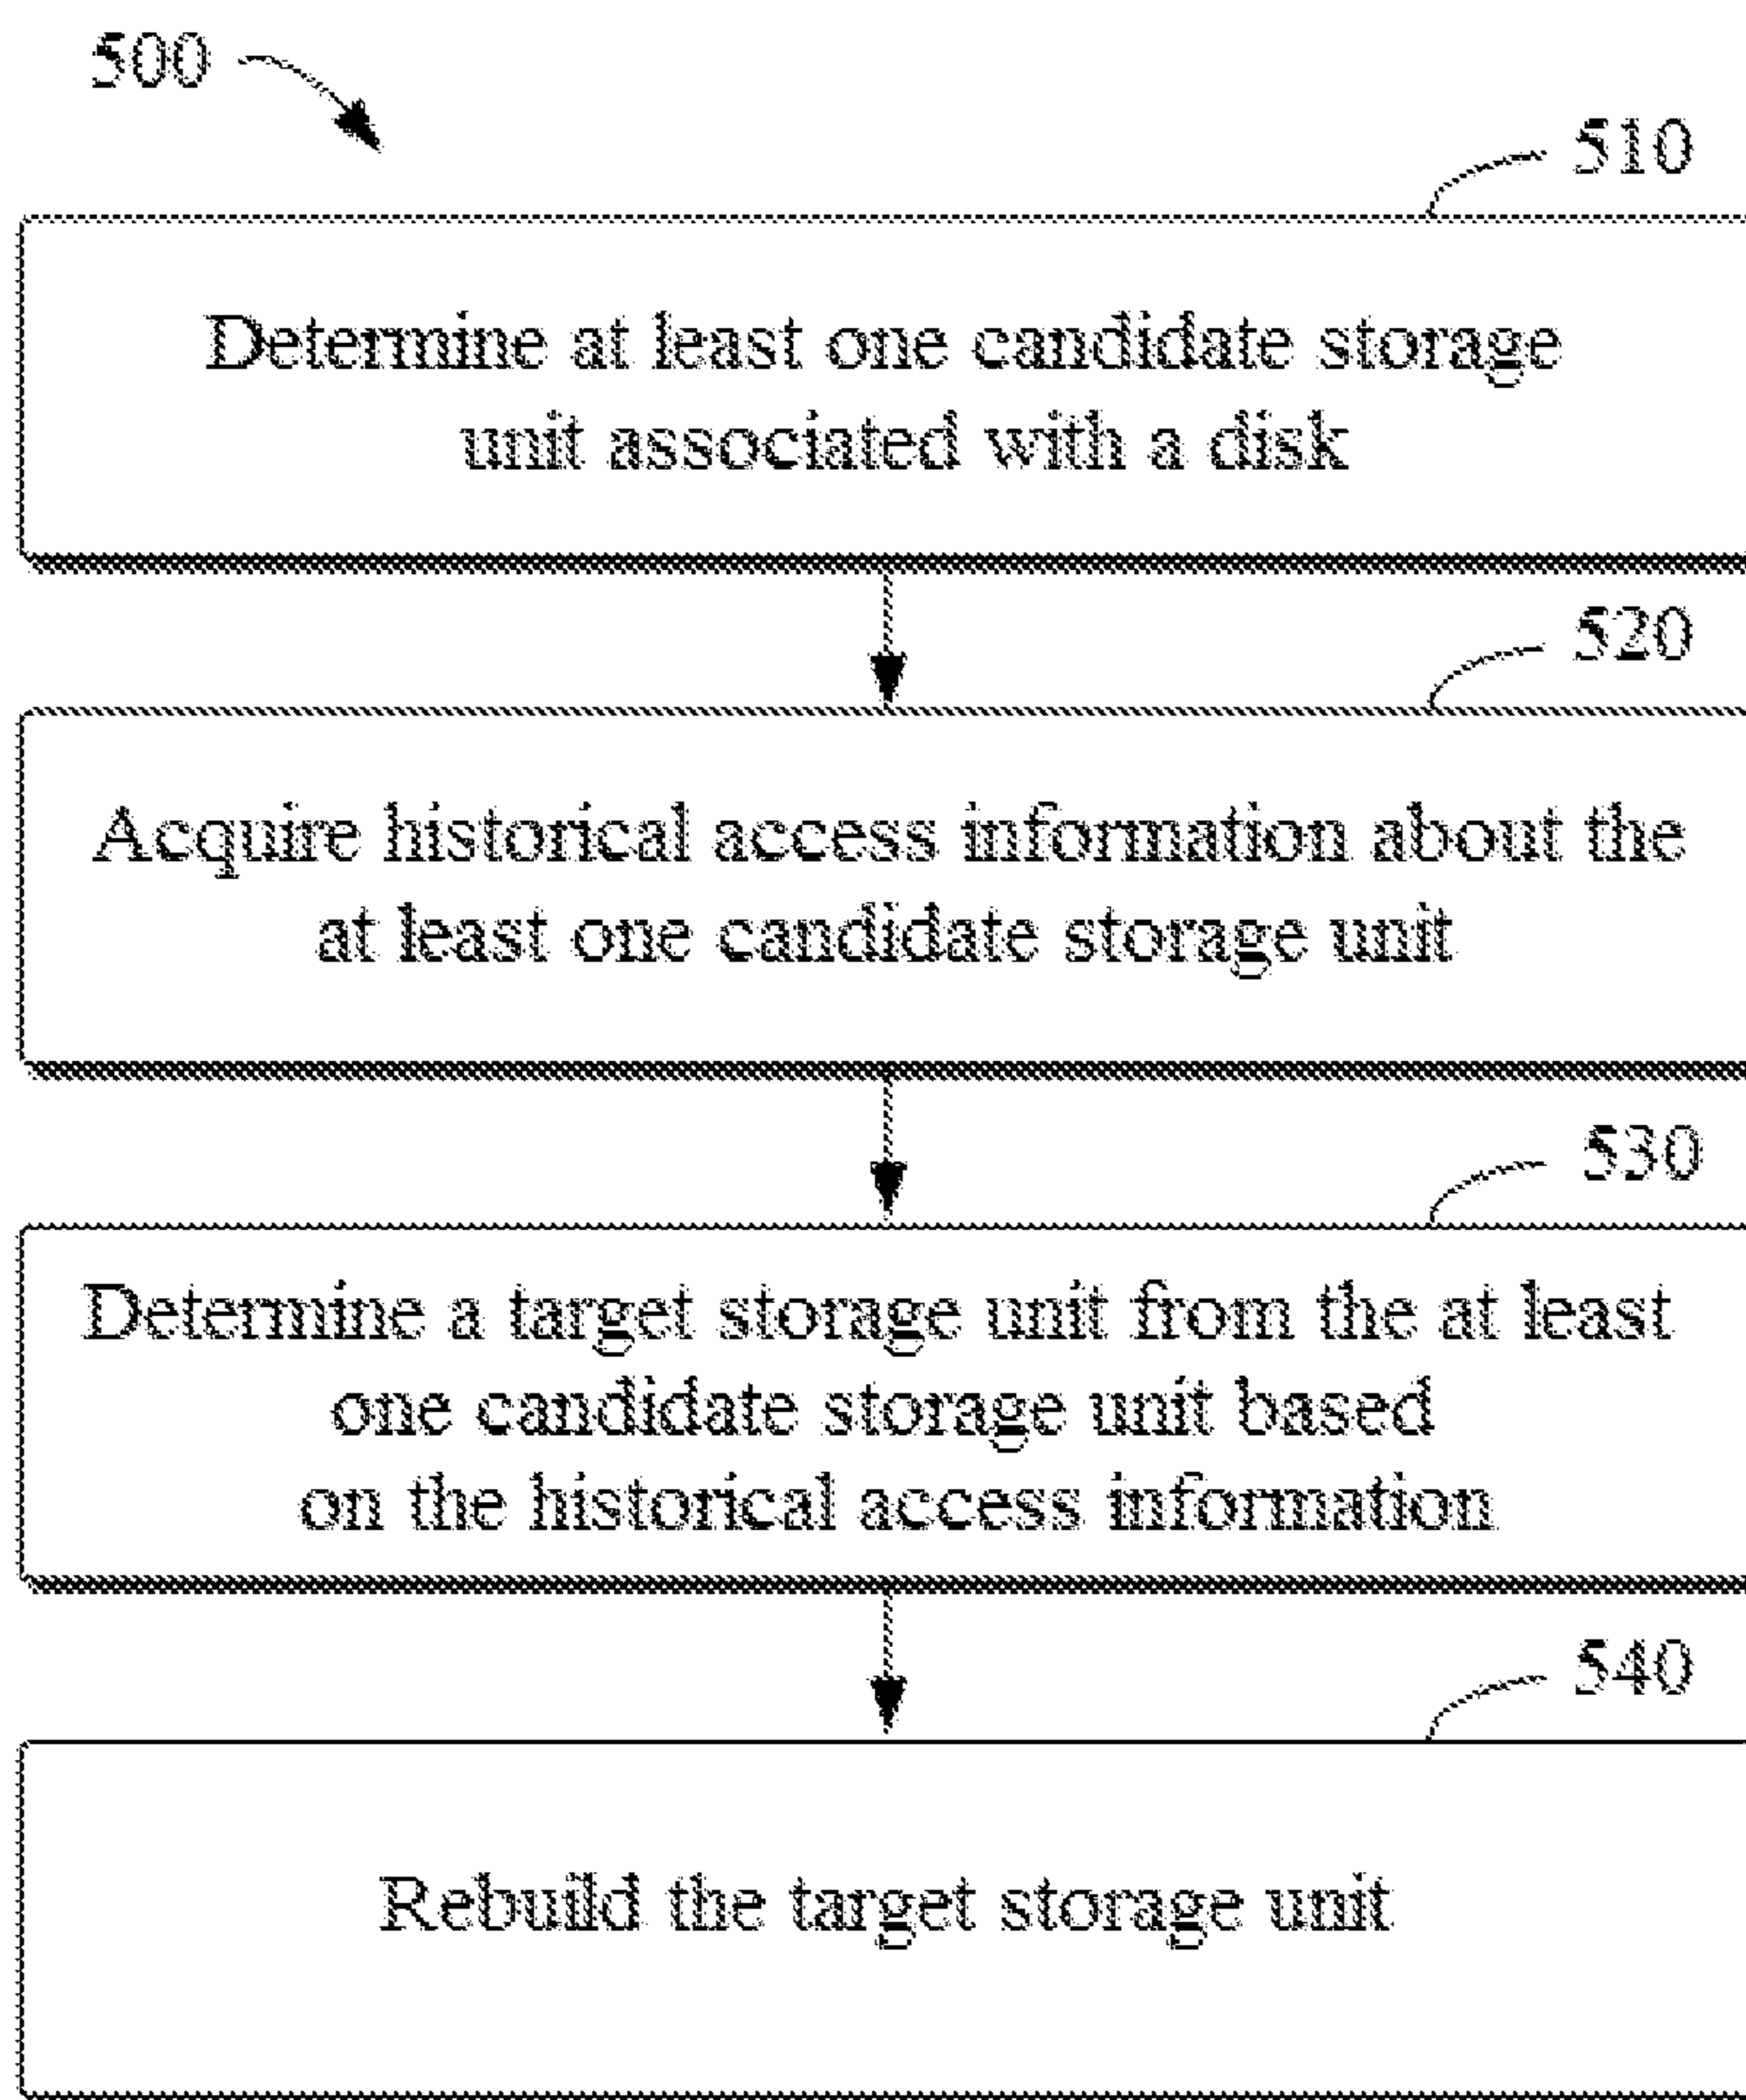 500
510
Determine at least one candidate storage
unit associated with a disk
520
Acquire historical access information about the
at least one candidate storage unit
530
Determine a target storage unit from the at least
one candidate storage unit based
on the historical access information
540
Rebuild the target storage unit